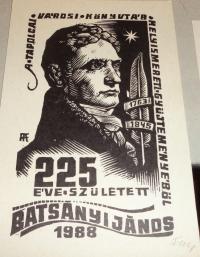 A · TAPOLCAI · VÁROSI · KÖNYVTÁR · HELYISMERETI · GYŰJTEMÉNYÉBŐL
1763
1845
225
ÉVE · SZÜLETETT
BATSÁNYI JÁNOS
1988